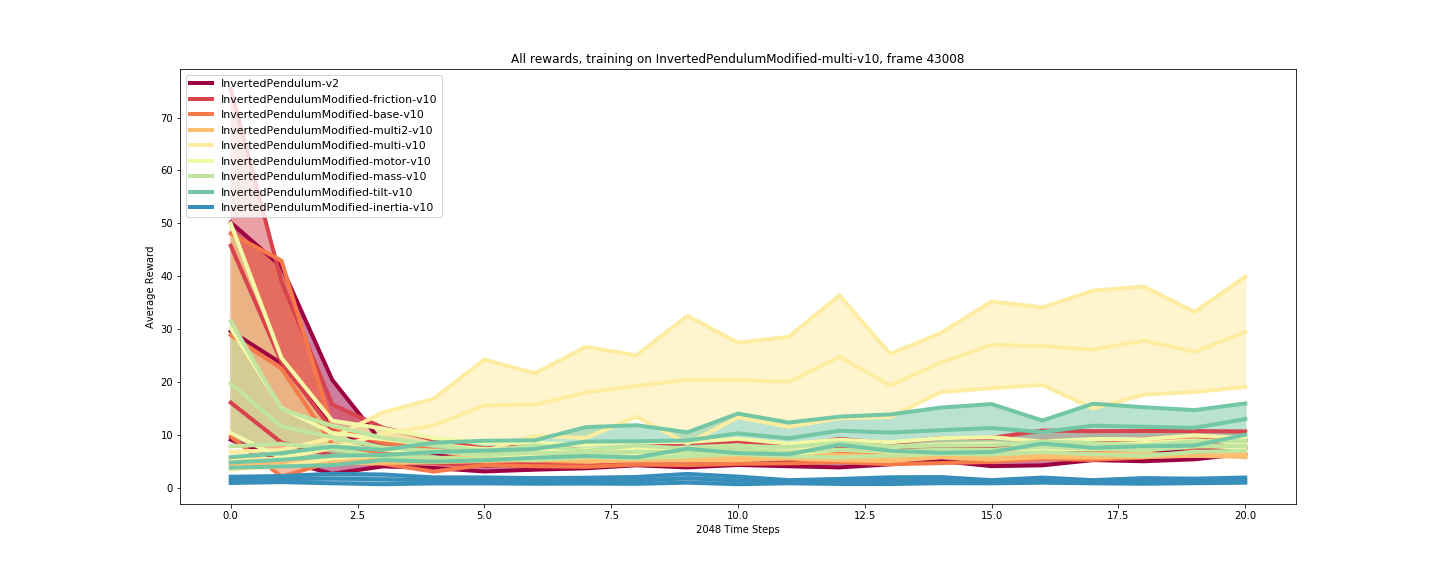 All rewards, training on InvertedPendulumModified-multi-v10, frame 43008
InvertedPendulum-v2
InvertedPendulumModified-friction-v10
InvertedPendulumModified-base-v10
InvertedPendulumModified-multi2-v10
InvertedPendulumModified-multi-v10
InvertedPendulumModified-motor-v10
InvertedPendulumModified-mass-v10
InvertedPendulumModified-tilt-v10
InvertedPendulumModified-inertia-v10
Average Reward
70
60
50
40
30
20
10
0
0.0 2.5 5.0 7.5 10.0 12.5 15.0 17.5 20.0
2048 Time Steps